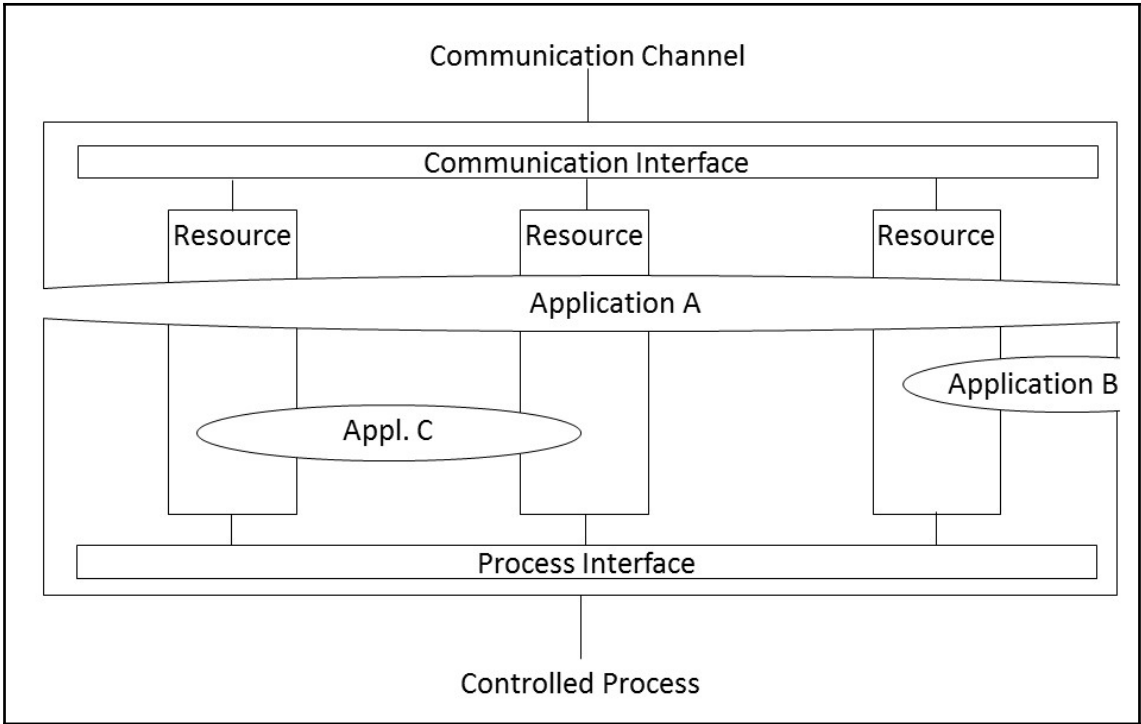 Communication Channel
Communication Interface
Resource Resource Resource
Application A
Application B
Appl. C
Process Interface
Controlled Process